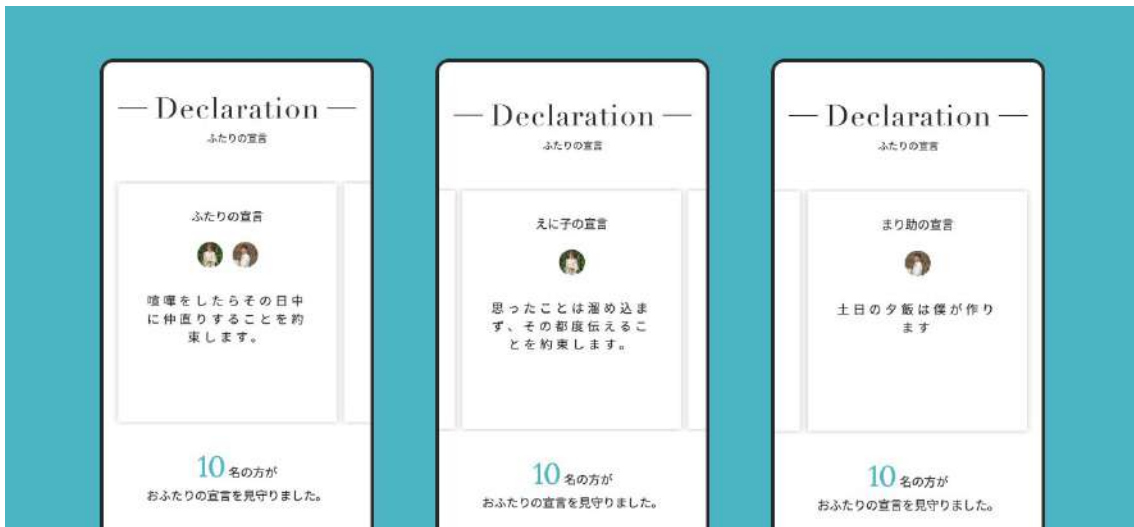 — Declaration —
ふたりの宣言
ふたりの宣言
喧嘩をしたらその日中
に仲直りすることを約
束します。
10 名の方が
おふたりの宣言を見守りました。
— Declaration —
ふたりの宣言
えに子の宣言
思ったことは溜め込ま
ず、その都度伝えるこ
とを約束します。
10 名の方が
おふたりの宣言を見守りました。
— Declaration —
ふたりの宣言
まり助の宣言
土日の夕飯は僕が作り
ます
10 名の方が
おふたりの宣言を見守りました。